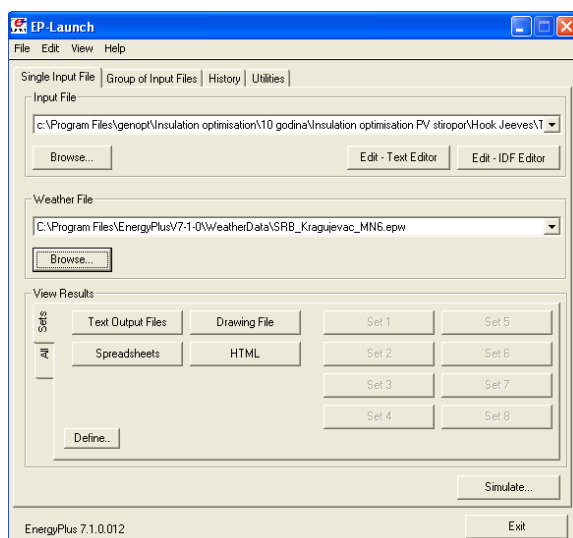 EP-Launch
File Edit View Help
Single Input File Group of Input Files History Utilities
Input File
c:\Program Files\genopt\Insulation optimisation\10 godina\Insulation optimisation PV stiropor\Hook Jeeves\T
Browse... Edit - Text Editor Edit - IDF Editor
Weather File
C:\Program Files\EnergyPlusV7-1-0\WeatherData\SRB_Kragujevac_MN6.epw
Browse...
View Results
Sets Text Output Files Drawing File Set 1 Set 5
All Spreadsheets HTML Set 2 Set 6
Set 3 Set 7
Set 4 Set 8
Define..
Simulate...
EnergyPlus 7.1.0.012 Exit